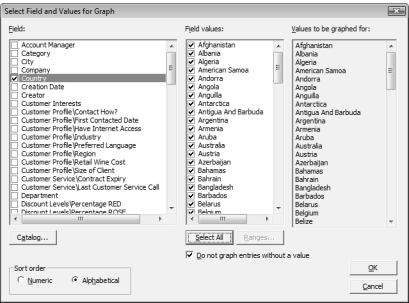 Select Field and Values for Graph
Field:
Account Manager
Category
City
Company
Country
Creation Date
Creator
Customer Interests
Customer Profile\Contact How?
Customer Profile\First Contacted Date
Customer Profile\Have Internet Access
Customer Profile\Industry
Customer Profile\Preferred Language
Customer Profile\Region
Customer Profile\Retail Wine Cost
Customer Profile\Size of Client
Customer Service\Contract Expiry
Customer Service\Last Customer Service Call
Department
Discount Levels\Percentage RED
Discount Levels\Percentage ROSE
Catalog...
Sort order
Numeric
Alphabetical
Field values:
Afghanistan
Albania
Algeria
American Samoa
Andorra
Angola
Anguilla
Antarctica
Antigua And Barbuda
Argentina
Armenia
Aruba
Australia
Austria
Azerbaijan
Bahamas
Bahrain
Bangladesh
Barbados
Belarus
Belgium
Select All
Ranges...
Do not graph entries without a value
Values to be graphed for:
Afghanistan
Albania
Algeria
American Samoa
Andorra
Angola
Anguilla
Antarctica
Antigua And Barbuda
Argentina
Armenia
Aruba
Australia
Austria
Azerbaijan
Bahamas
Bahrain
Bangladesh
Barbados
Belarus
Belgium
Belize
OK
Cancel